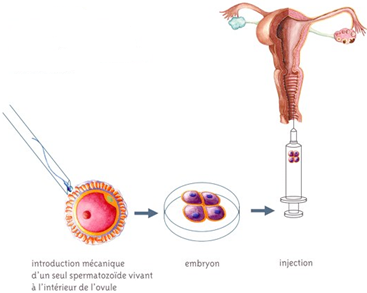 introduction mécanique
d'un seul spermatozoïde vivant
à l'intérieur de l'ovule
embryon
injection